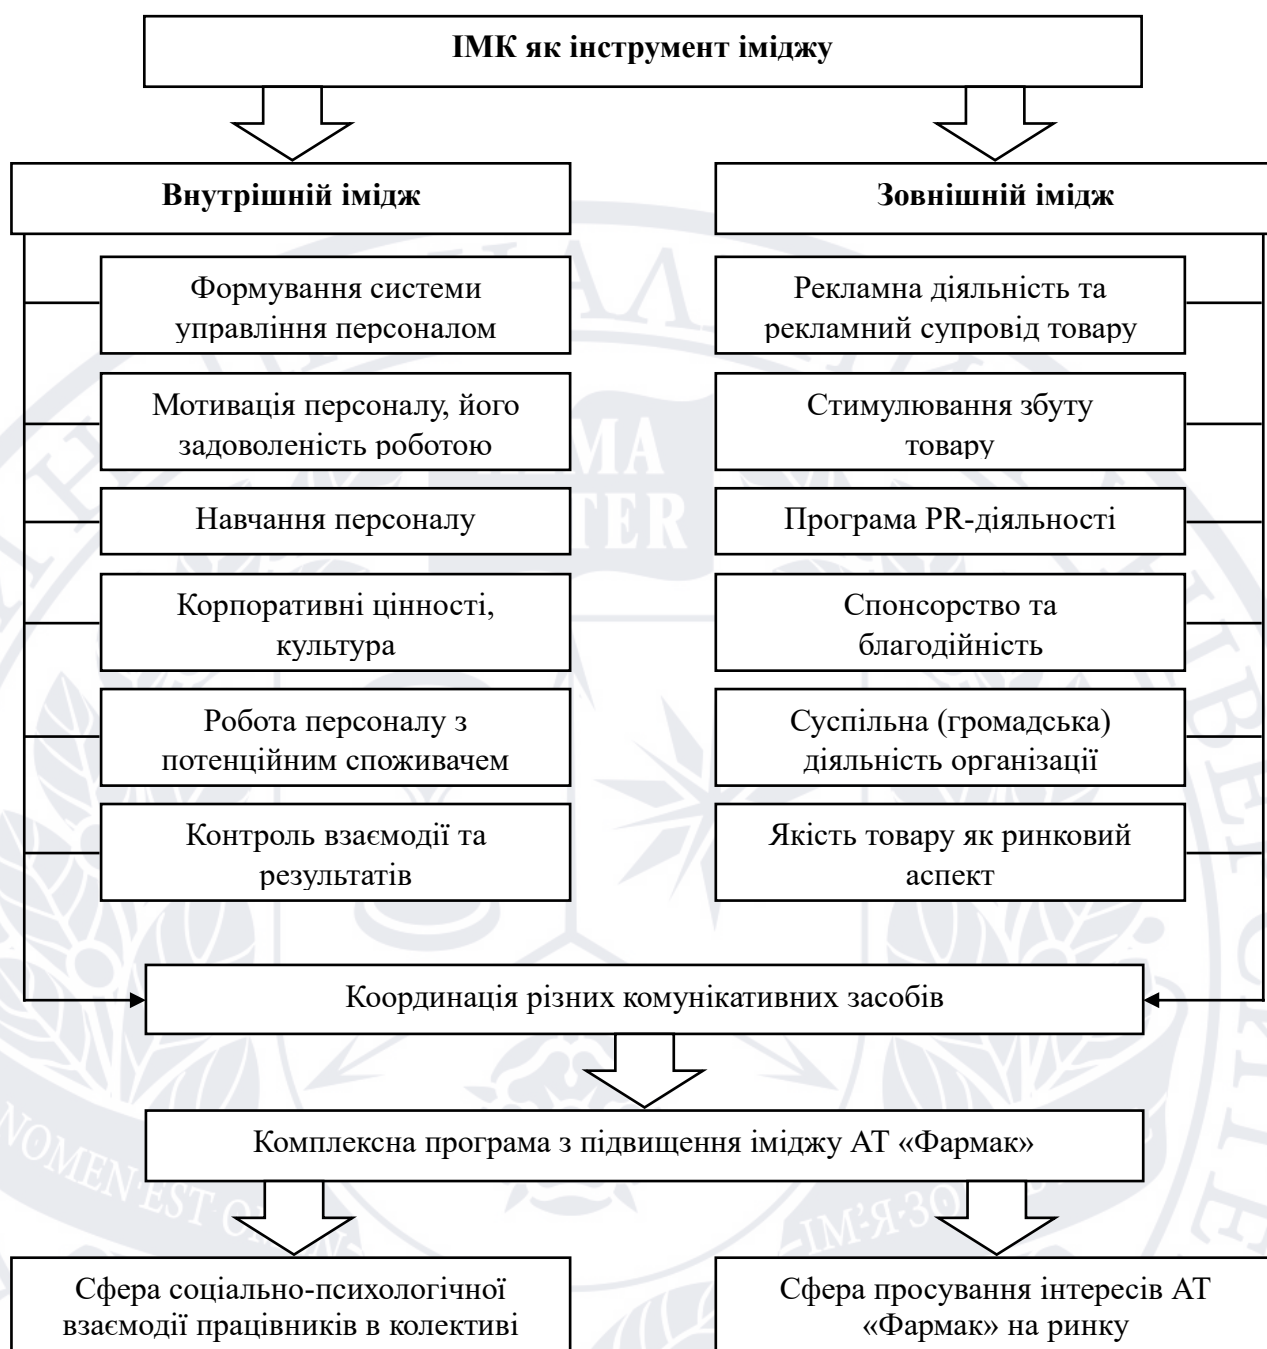 ІМК як інструмент іміджу
Внутрішній імідж
Зовнішній імідж
Формування системи
управління персоналом
Рекламна діяльність та
рекламний супровід товару
Мотивація персоналу, його
задоволеність роботою
Стимулювання збуту
товару
Навчання персоналу
Програма PR-діяльності
Корпоративні цінності,
культура
Спонсорство та
благодійність
Робота персоналу з
потенційним споживачем
Суспільна (громадська)
діяльність організації
Контроль взаємодії та
результатів
Якість товару як ринковий
аспект
Координація різних комунікативних засобів
Комплексна програма з підвищення іміджу АТ «Фармак»
Сфера соціально-психологічної
взаємодії працівників в колективі
Сфера просування інтересів АТ
«Фармак» на ринку
NOMEN EST
ІМ'Я